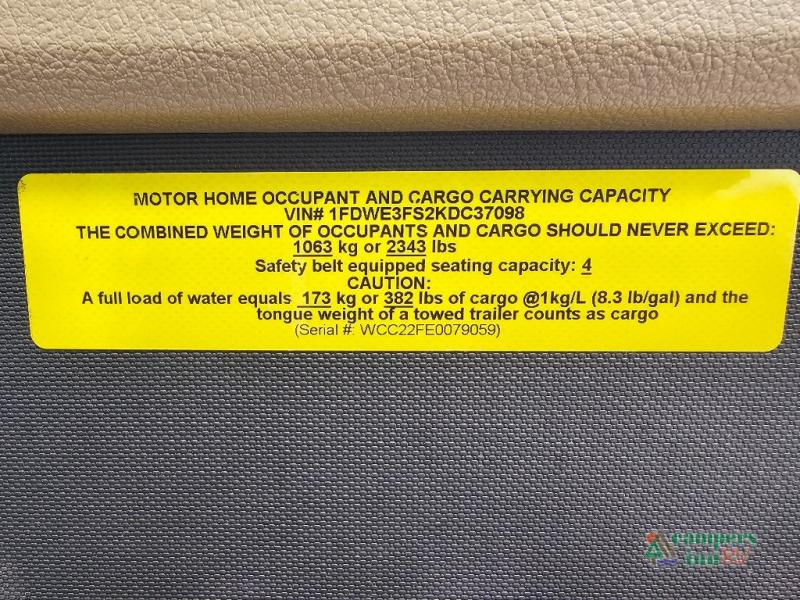 MOTOR HOME OCCUPANT AND CARGO CARRYING CAPACITY
VIN# 1FDWE3FS2KDC37098
THE COMBINED WEIGHT OF OCCUPANTS AND CARGO SHOULD NEVER EXCEED:
1063 kg or 2343 lbs
Safety belt equipped seating capacity: 4
CAUTION:
A full load of water equals 173 kg or 382 lbs of cargo @1kg/L (8.3 lb/gal) and the
tongue weight of a towed trailer counts as cargo
(Serial #: WCC22FE0079059)
campers
inn RV